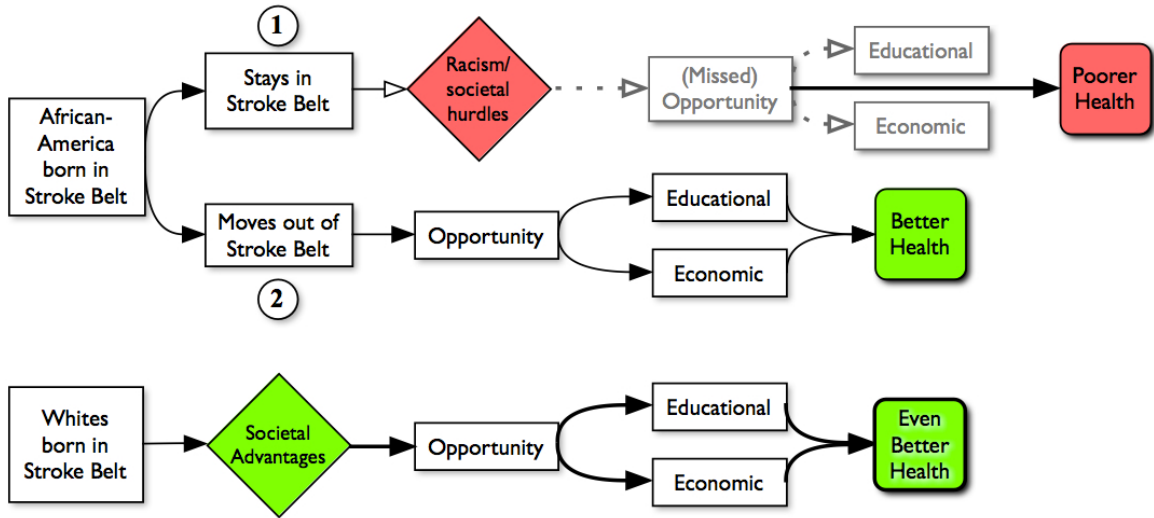 1
Stays in
Stroke Belt
African-
America
born in
Stroke Belt
Racism/
societal
hurdles
(Missed)
Opportunity
Educational
Economic
Poorer
Health
Moves out of
Stroke Belt
2
Opportunity
Educational
Economic
Better
Health
Whites
born in
Stroke Belt
Societal
Advantages
Opportunity
Educational
Economic
Even
Better
Health